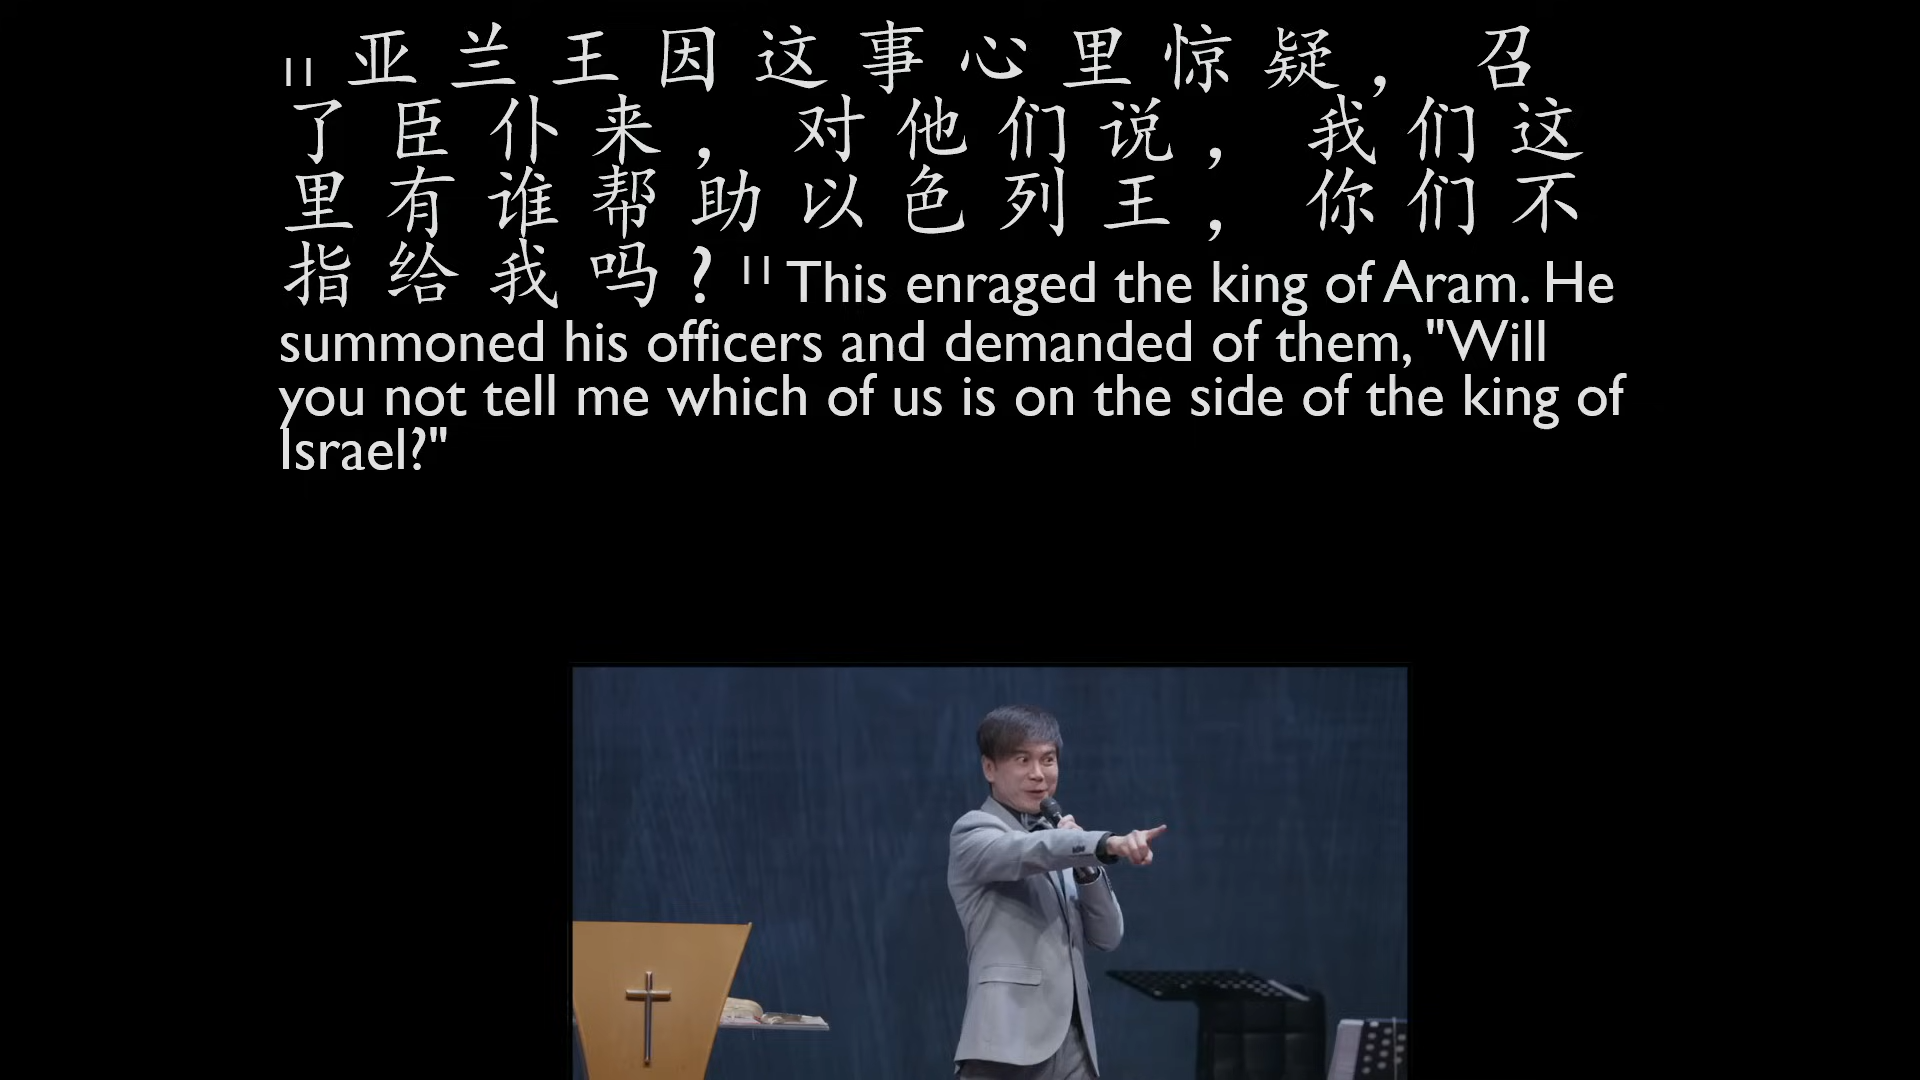 11 亚兰王因这事心里惊疑，召
了臣仆来，对他们说，我们这
里有谁帮助以色列王，你们不
指给我吗?11 This enraged the king of Aram. He
summoned his officers and demanded of them, "Will
you not tell me which of us is on the side of the king of
Israel?"